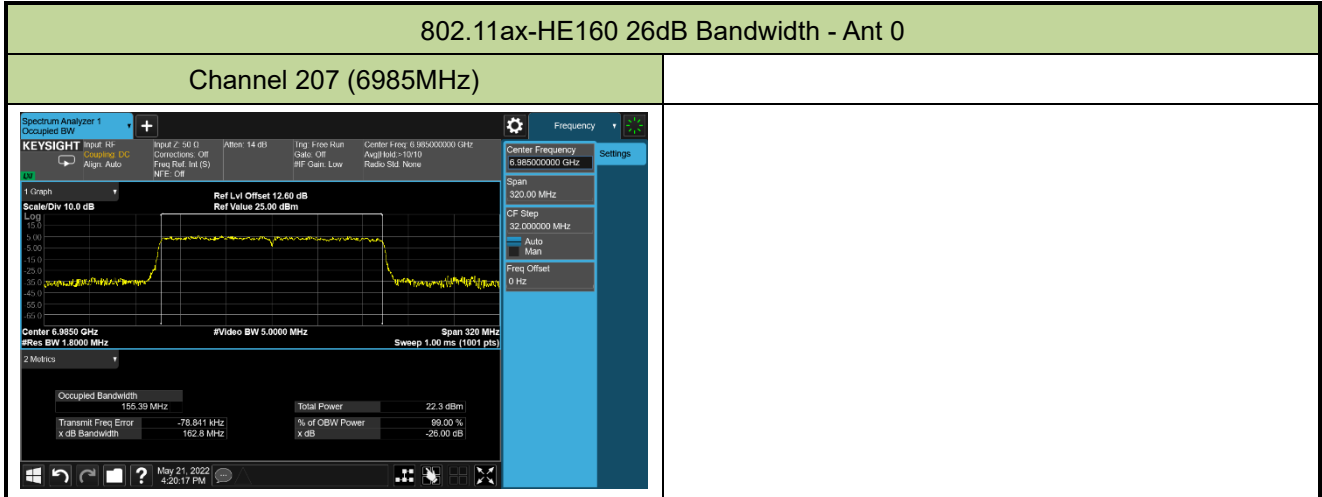 802.11ax-HE160 26dB Bandwidth - Ant 0
Channel 207 (6985MHz)
Spectrum Analyzer 1
Occupied BW
Frequency
KEYSIGHT
Input: RF
Coupling: DC
Align: Auto
Input Z: 50 Ω
Corrections: Off
Freq Ref: Int (S)
NFE: Off
Atten: 14 dB
Trig: Free Run
Gate: Off
#IF Gain: Low
Center Freq: 6.985000000 GHz
Avg|Hold:>10/10
Radio Std: None
1 Graph
Scale/Div 10.0 dB
Ref Lvl Offset 12.60 dB
Ref Value 25.00 dBm
Log
15.0
5.00
-5.00
-15.0
-25.0
-35.0
-45.0
-55.0
-65.0
Center 6.9850 GHz
#Res BW 1.8000 MHz
#Video BW 5.0000 MHz
Span 320 MHz
Sweep 1.00 ms (1001 pts)
2 Metrics
Occupied Bandwidth
155.39 MHz
Transmit Freq Error -78.841 kHz
x dB Bandwidth 162.8 MHz
Total Power 22.3 dBm
% of OBW Power 99.00 %
x dB -26.00 dB
Center Frequency
6.985000000 GHz
Settings
Span
320.00 MHz
CF Step
32.000000 MHz
Auto
Man
Freq Offset
0 Hz
?
May 21, 2022
4:20:17 PM